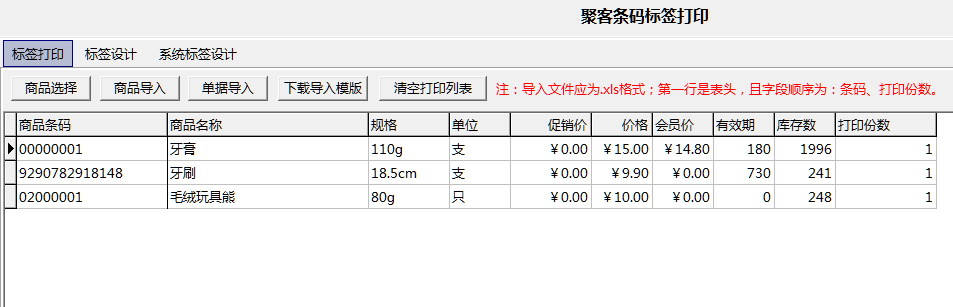 聚客条码标签打印
标签打印 标签设计 系统标签设计
商品选择 商品导入 单据导入 下载导入模版 清空打印列表 注：导入文件应为.xls格式；第一行是表头，且字段顺序为：条码、打印份数。
商品条码 商品名称 规格 单位 促销价 价格 会员价 有效期 库存数 打印份数
00000001 牙膏 110g 支 ￥0.00 ￥15.00 ￥14.80 180 1996 1
9290782918148 牙刷 18.5cm 支 ￥0.00 ￥9.90 ￥0.00 730 241 1
02000001 毛绒玩具熊 80g 只 ￥0.00 ￥10.00 ￥0.00 0 248 1